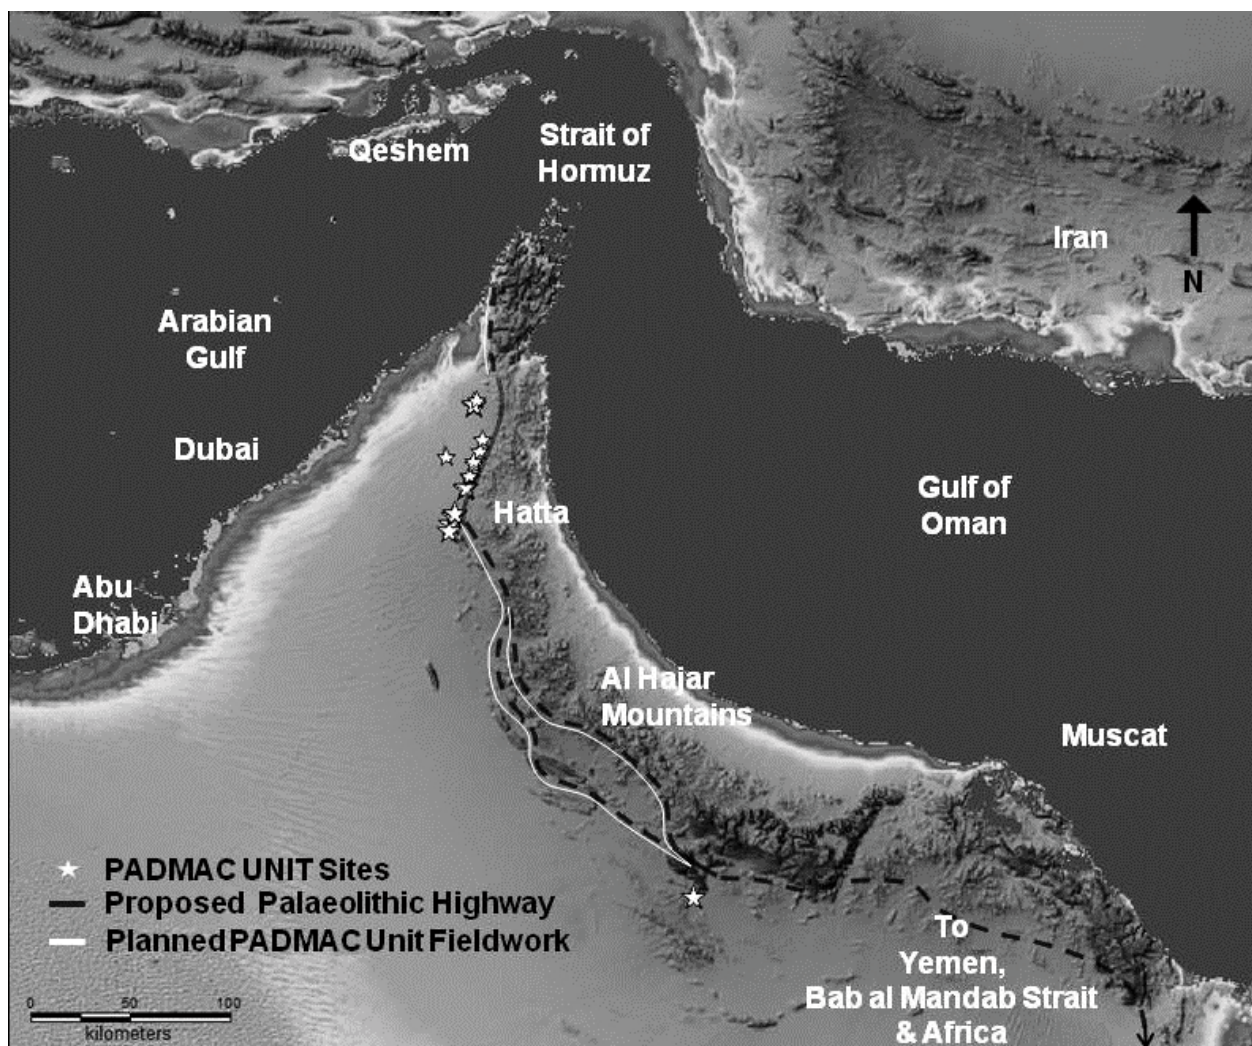 Qeshem
Strait of
Hormuz
Iran
N
Arabian
Gulf
Dubai
Gulf of
Oman
Hatta
Abu
Dhabi
Al Hajar
Mountains
Muscat
PADMAC UNIT Sites
Proposed Palaeolithic Highway
Planned PADMAC Unit Fieldwork
To
Yemen,
Bab al Mandab Strait
& Africa
0 50 100
kilometers